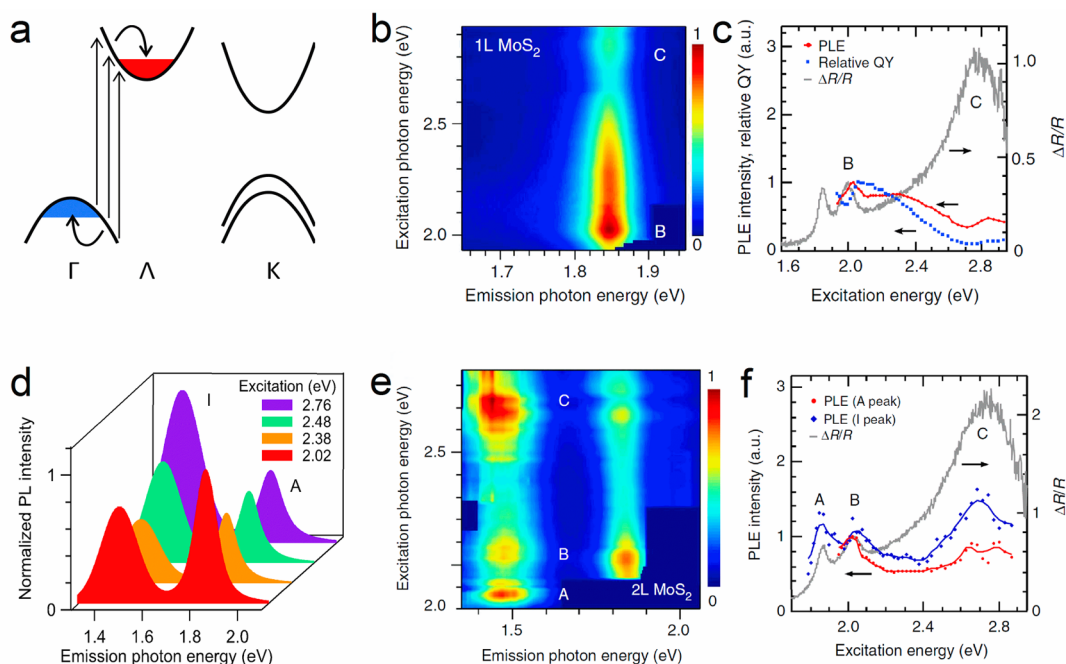 a
Γ
Λ
K
b
1L MoS₂
C
B
1
0
Excitation photon energy (eV)
2.5
2.0
1.7
1.8
1.9
Emission photon energy (eV)
c
PLE
Relative QY
ΔR/R
B
C
PLE intensity, relative QY (a.u.)
3
2
1
0
1.0
0.5
0
ΔR/R
1.6
2.0
2.4
2.8
Excitation energy (eV)
d
Excitation (eV)
2.76
2.48
2.38
2.02
I
A
Normalized PL intensity
1
0
1.4
1.6
1.8
2.0
Emission photon energy (eV)
e
C
B
A
2L MoS₂
1
0
Excitation photon energy (eV)
2.5
2.0
1.5
2.0
Emission photon energy (eV)
f
PLE (A peak)
PLE (I peak)
ΔR/R
A
B
C
PLE intensity (a.u.)
3
2
1
0
2
1
0
ΔR/R
2.0
2.4
2.8
Excitation energy (eV)